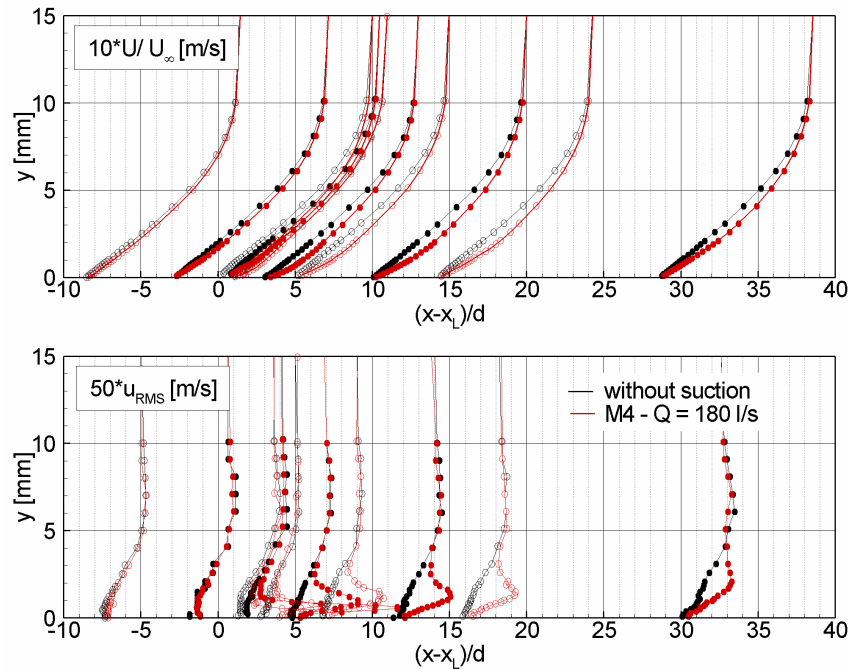 15
10
5
0
y [mm]
10*U/ U∞ [m/s]
-10 -5 0 5 10 15 20 25 30 35 40
(x-xL)/d
15
10
5
0
y [mm]
50*uRMS [m/s]
without suction
M4 - Q = 180 l/s
-10 -5 0 5 10 15 20 25 30 35 40
(x-xL)/d